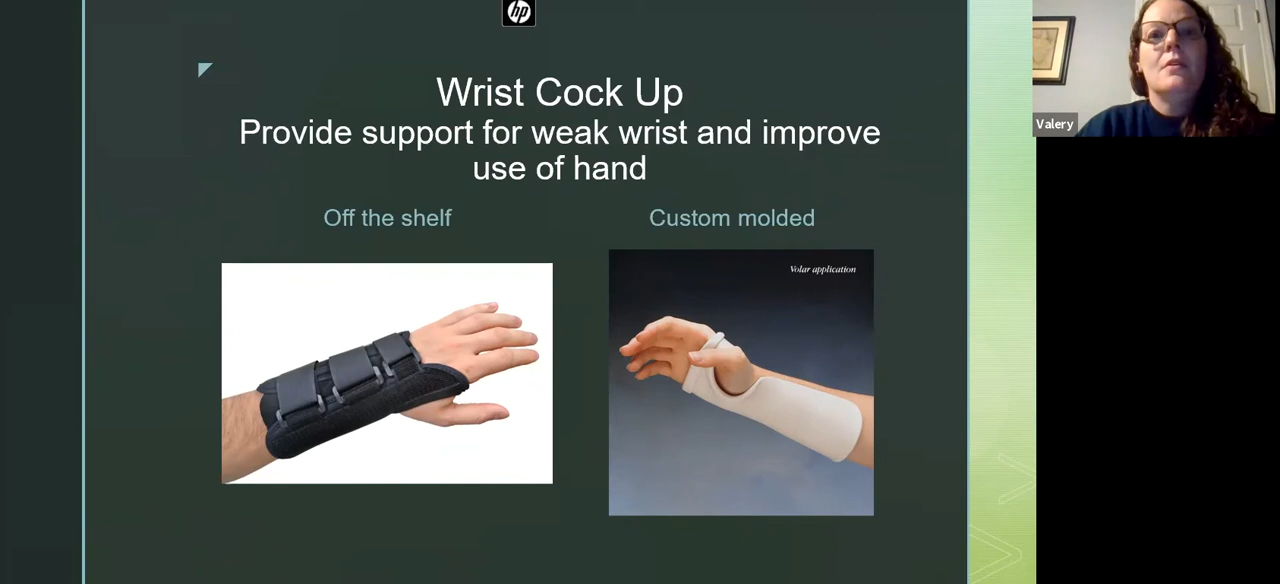 hp
Wrist Cock Up
Provide support for weak wrist and improve
use of hand
Off the shelf
Custom molded
Volar application
Valery